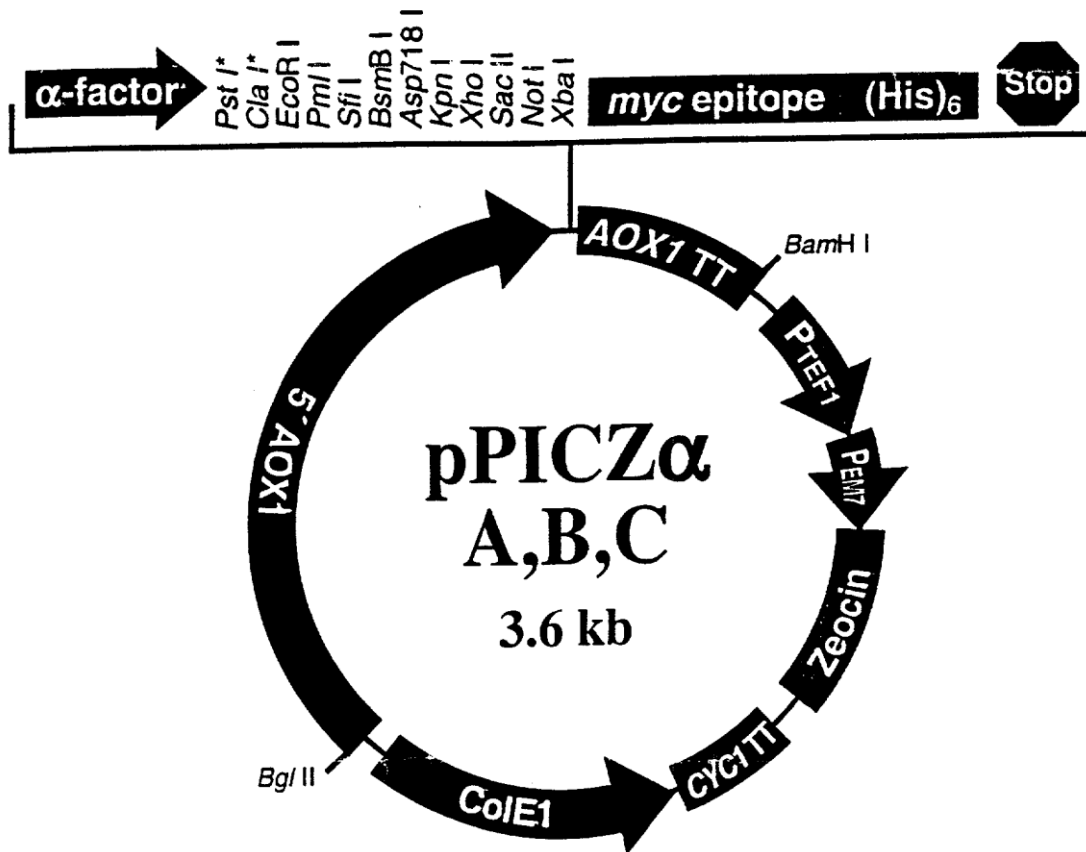 α-factor
Pst I*
Cla I*
EcoR I
Pml I
Sfi I
BsmB I
Asp718 I
Kpn I
Xho I
Sac II
Not I
Xba I
myc epitope (His)6
Stop
AOX1 TT
BamH I
PTEF1
PEM7
Zeocin
CYC1 TT
ColE1
Bgl II
5´ AOX1
pPICZα
A,B,C
3.6 kb